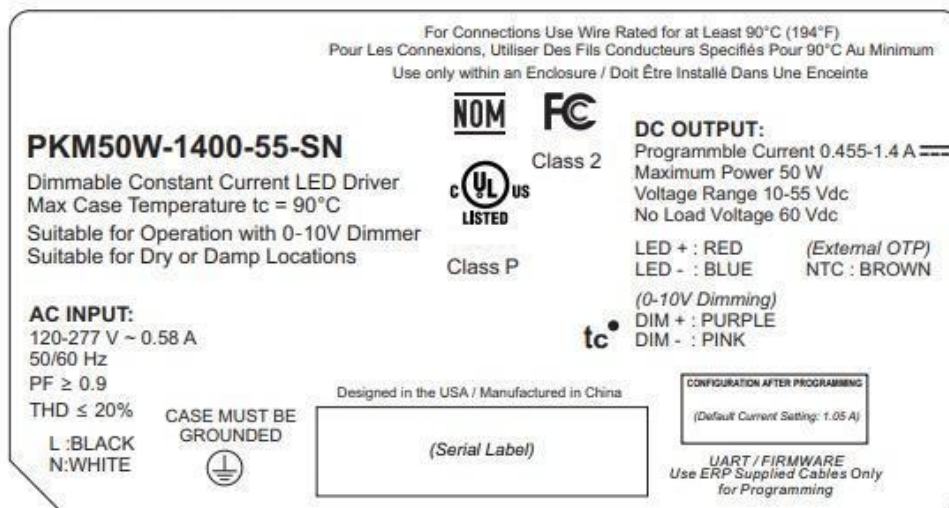 For Connections Use Wire Rated for at Least 90°C (194°F)
Pour Les Connexions, Utiliser Des Fils Conducteurs Specifiés Pour 90°C Au Minimum
Use only within an Enclosure / Doit Être Installé Dans Une Enceinte
NOM
FC
Class 2
C UL US
LISTED
Class P
PKM50W-1400-55-SN
Dimmable Constant Current LED Driver
Max Case Temperature tc = 90°C
Suitable for Operation with 0-10V Dimmer
Suitable for Dry or Damp Locations
DC OUTPUT:
Programmble Current 0.455-1.4 A
Maximum Power 50 W
Voltage Range 10-55 Vdc
No Load Voltage 60 Vdc
LED + : RED (External OTP)
LED - : BLUE NTC : BROWN
(0-10V Dimming)
DIM + : PURPLE
DIM - : PINK
tc
AC INPUT:
120-277 V ~ 0.58 A
50/60 Hz
PF ≥ 0.9
THD ≤ 20%
L :BLACK
N:WHITE
CASE MUST BE
GROUNDED
Designed in the USA / Manufactured in China
(Serial Label)
CONFIGURATION AFTER PROGRAMMING
(Default Current Setting: 1.05 A)
UART / FIRMWARE
Use ERP Supplied Cables Only
for Programming